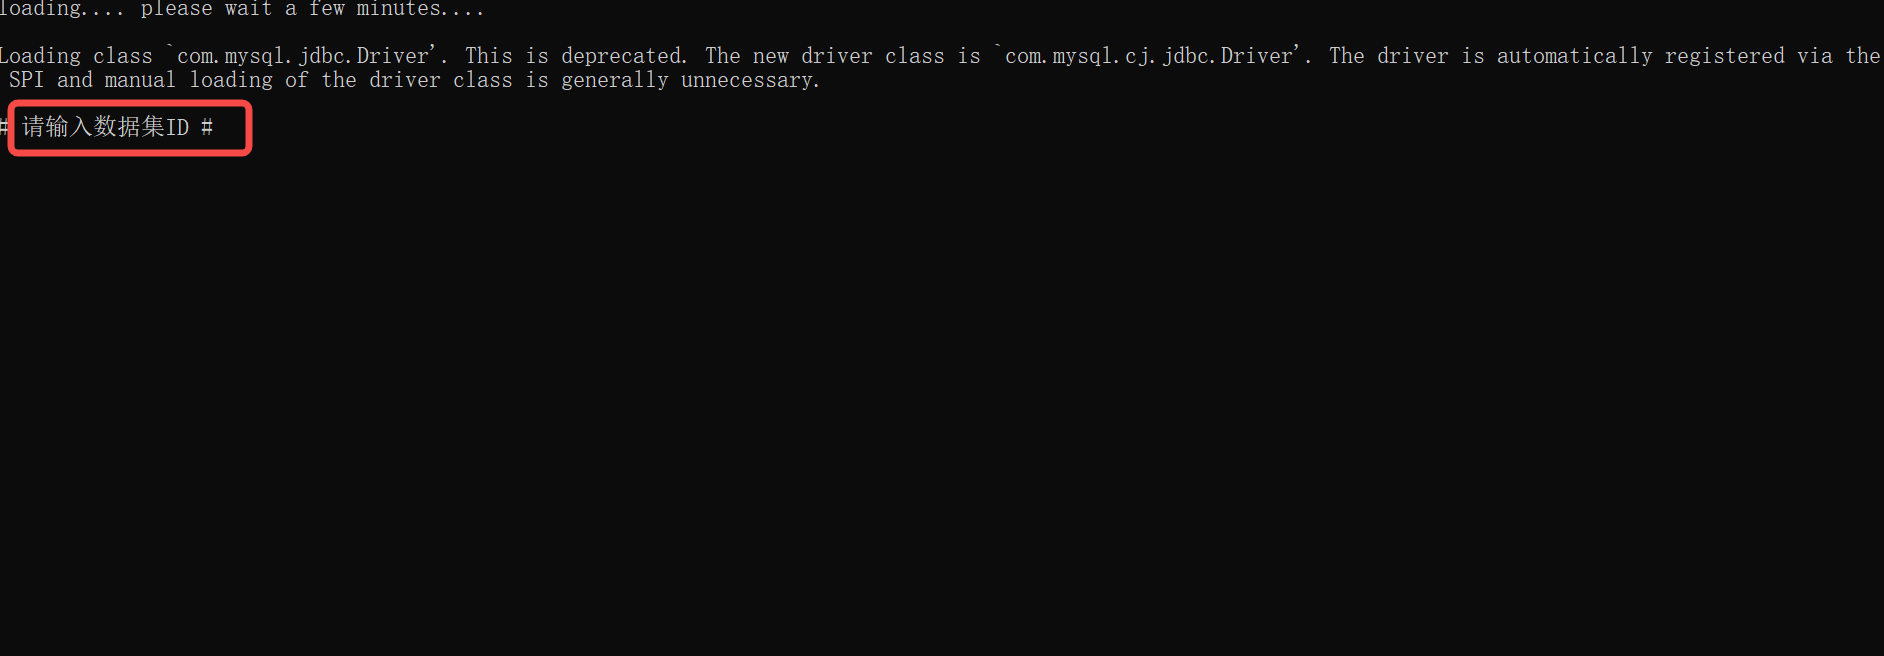 loading.... please wait a few minutes....
Loading class `com.mysql.jdbc.Driver'. This is deprecated. The new driver class is `com.mysql.cj.jdbc.Driver'. The driver is automatically registered via the
SPI and manual loading of the driver class is generally unnecessary.
# 请输入数据集ID #